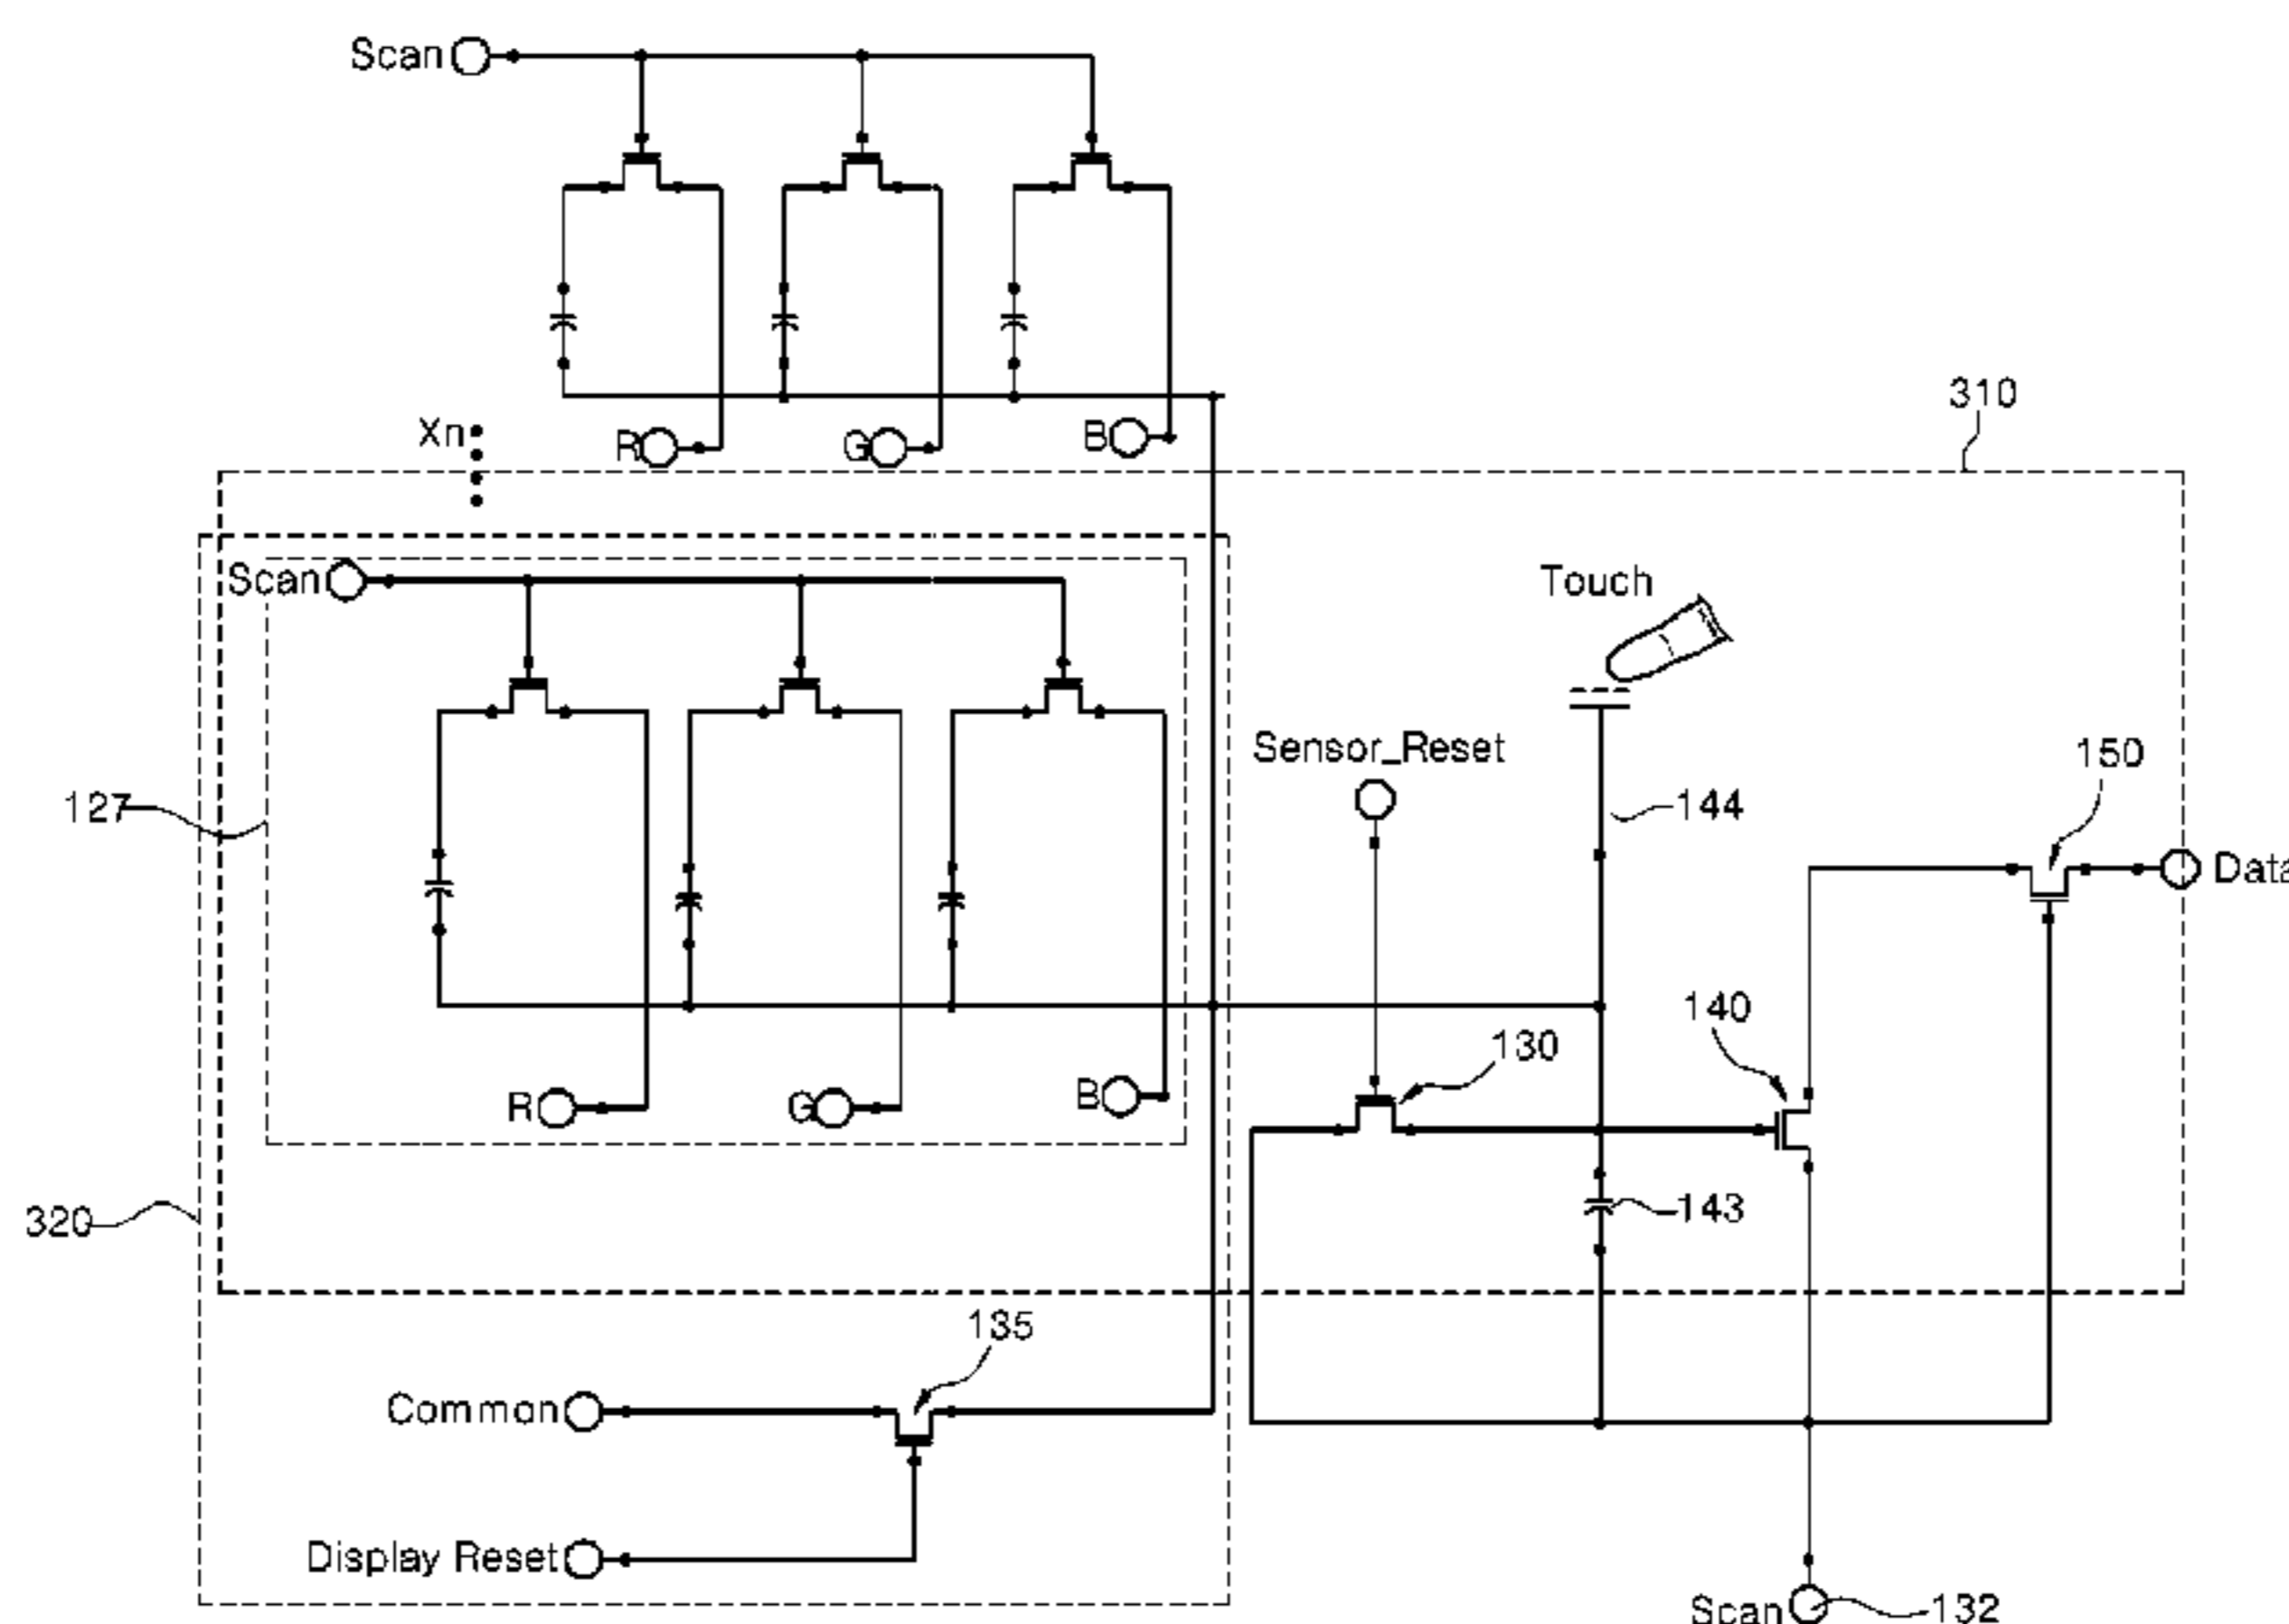 Scan
310
Xn
R
G
B
Scan
Touch
150
Sensor_Reset
127
144
Data
140
130
R
G
B
320
143
135
Common
Display Reset
Scan
132